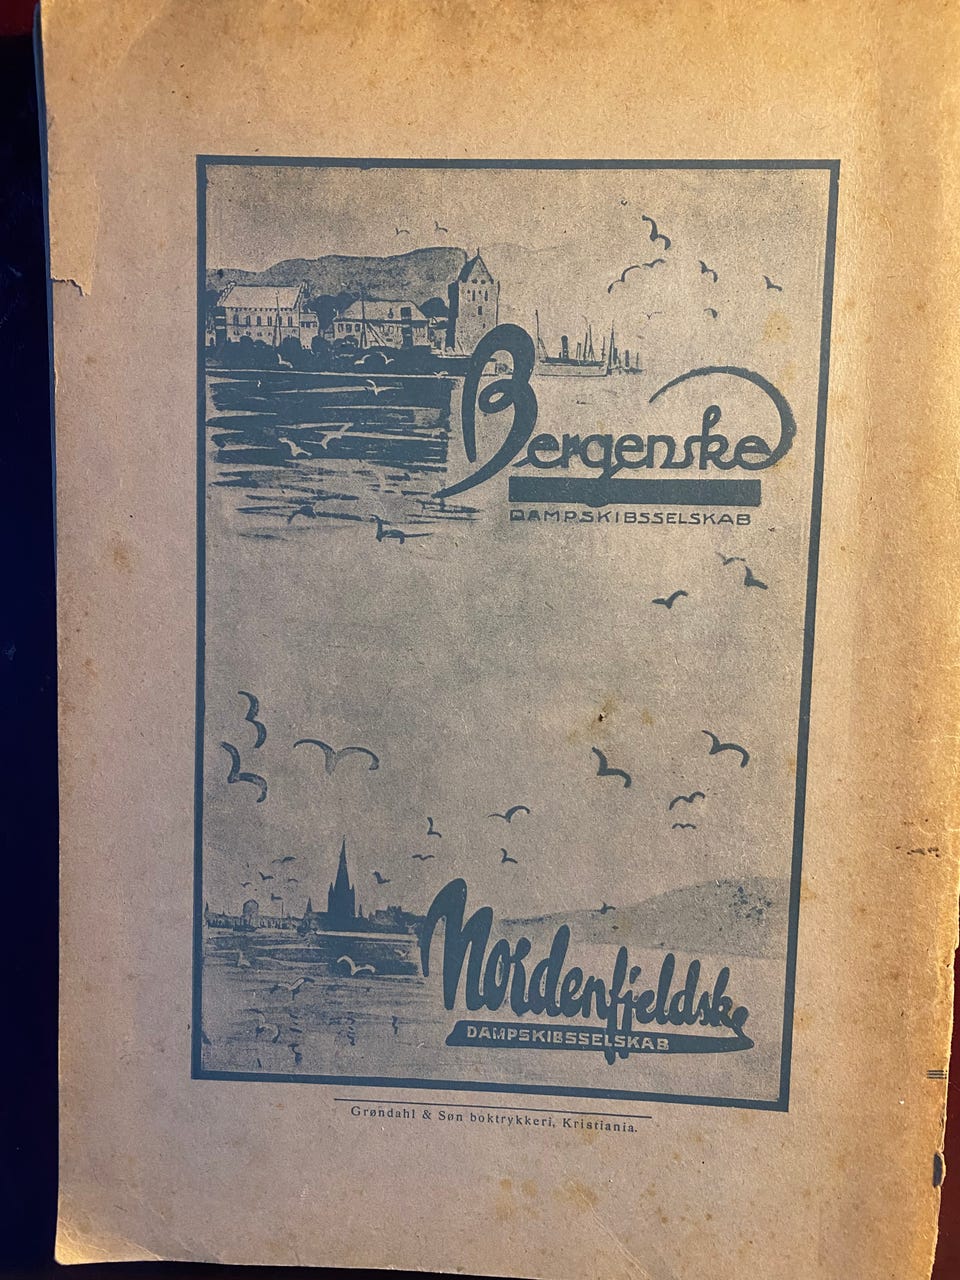 Bergenske
DAMPSKIBSSELSKAB
Nordenfjeldske
DAMPSKIBSSELSKAB
Grøndahl & Søn boktrykkeri, Kristiania.